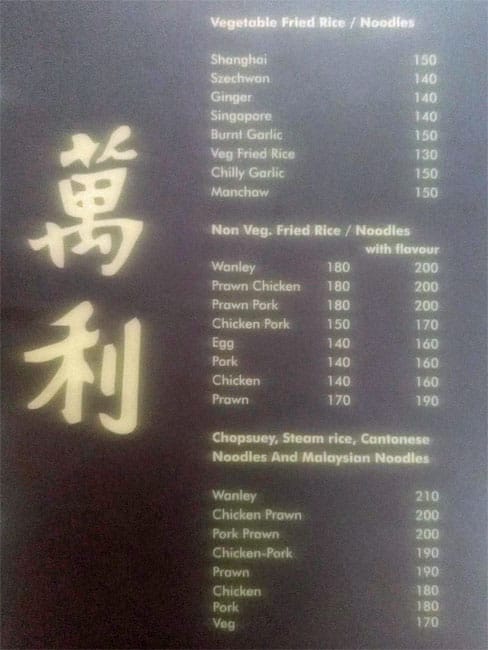 萬利
Vegetable Fried Rice / Noodles
Shanghai 150
Szechwan 140
Ginger 140
Singapore 140
Burnt Garlic 150
Veg Fried Rice 130
Chilly Garlic 150
Manchaw 150
Non Veg. Fried Rice / Noodles
with flavour
Wanley 180 200
Prawn Chicken 180 200
Prawn Pork 180 200
Chicken Pork 150 170
Egg 140 160
Pork 140 160
Chicken 140 160
Prawn 170 190
Chopsuey, Steam rice, Cantonese
Noodles And Malaysian Noodles
Wanley 210
Chicken Prawn 200
Pork Prawn 200
Chicken-Pork 190
Prawn 190
Chicken 180
Pork 180
Veg 170